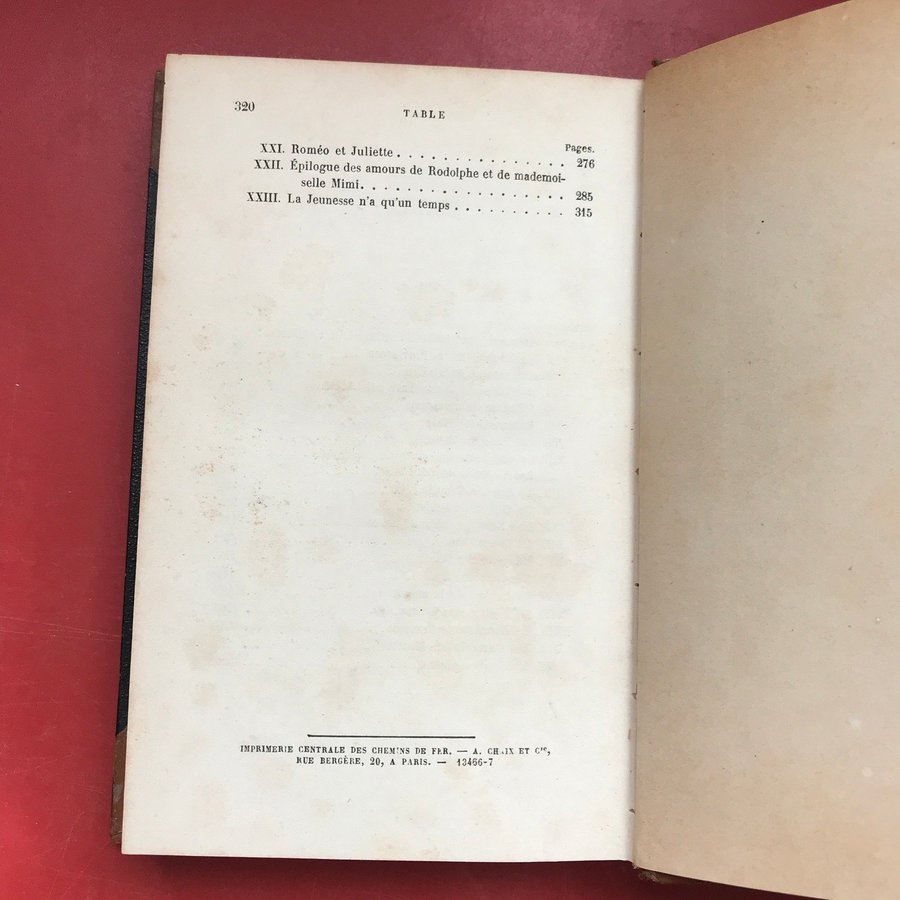 320
TABLE
Pages.
XXI. Roméo et Juliette . . . . . . . . . . . . . . . 276
XXII. Épilogue des amours de Rodolphe et de mademoi-
selle Mimi. . . . . . . . . . . . . . . . . . . 285
XXIII. La Jeunesse n'a qu'un temps . . . . . . . . . . 315
IMPRIMERIE CENTRALE DES CHEMINS DE FER. — A. CHAIX ET Cie,
RUE BERGÈRE, 20, A PARIS. — 13466-7